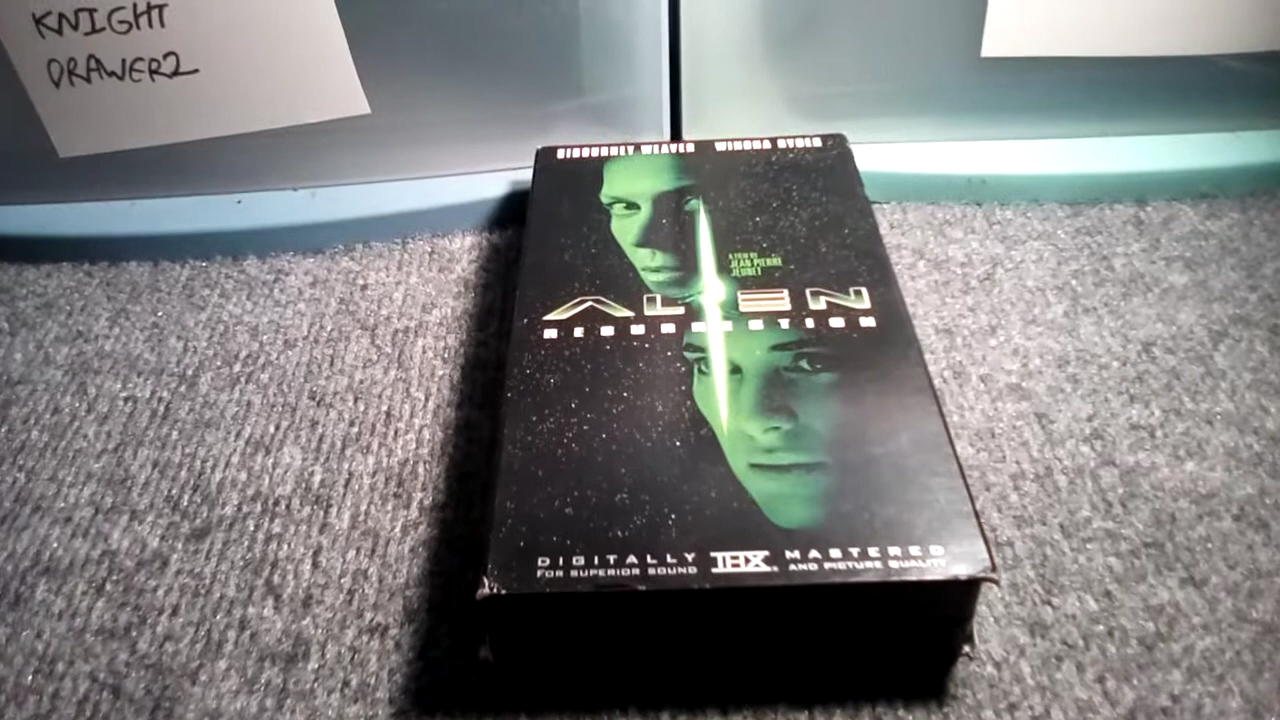 KNIGHT
DRAWER2
SIGOURNEY WEAVER WINONA RYDER
A FILM BY
JEAN PIERRE
JEUNET
ALIEN
RESURRECTION
DIGITALLY THX MASTERED
FOR SUPERIOR SOUND AND PICTURE QUALITY